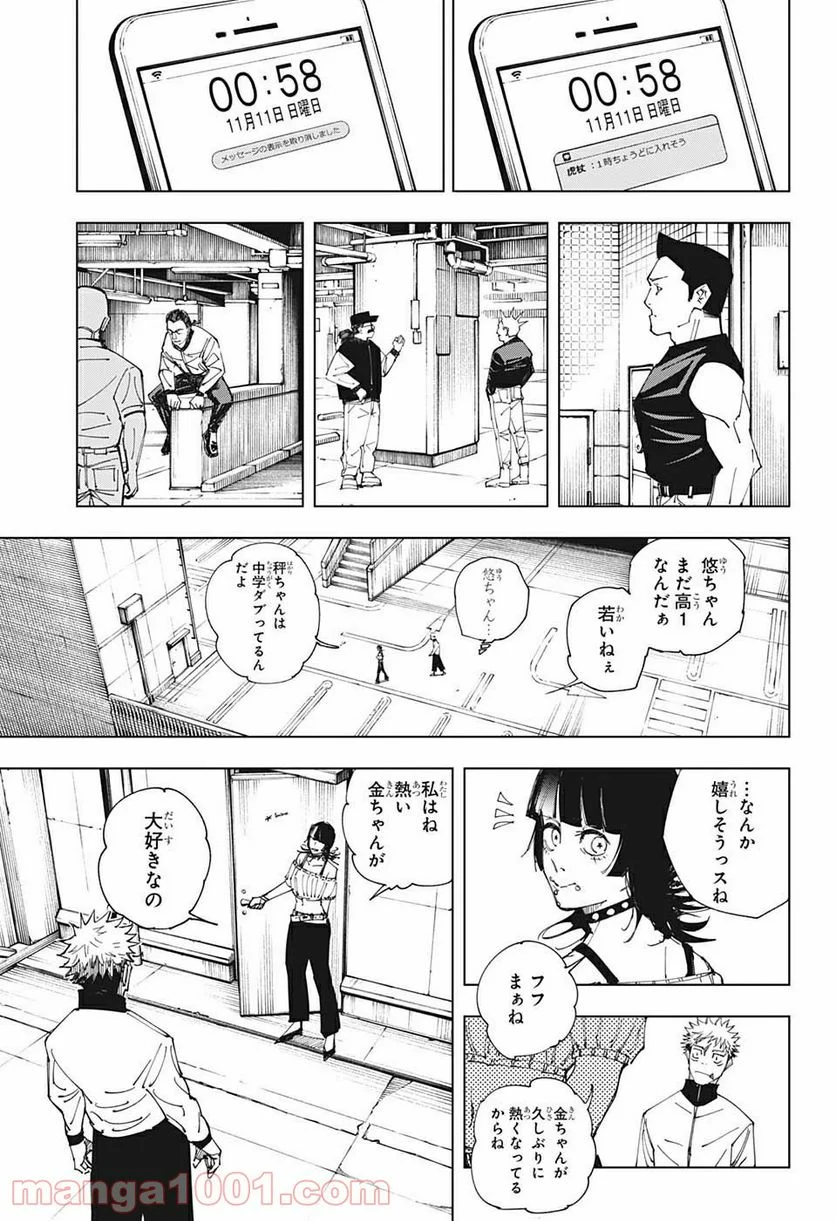 00:58
11月11日 日曜日
虎杖 :1時ちょうどに入れそう
00:58
11月11日 日曜日
メッセージの表示を取り消しました
悠ちゃん
まだ高1
なんだぁ
若いねぇ
悠ちゃん…
秤ちゃんは
中学ダブってるん
だよ
…なんか
嬉しそうっスね
フフ
まぁね
金ちゃんが
久しぶりに
熱くなってる
からね
私はね
熱い
金ちゃんが
大好きなの
manga1001.com